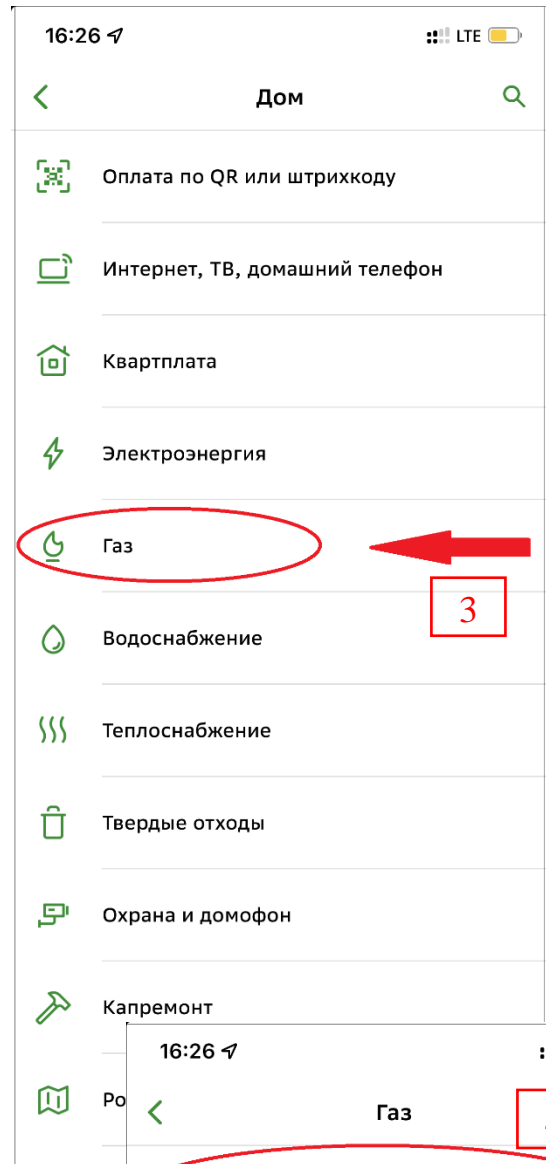 16:26 LTE
Дом
Оплата по QR или штрихкоду
Интернет, ТВ, домашний телефон
Квартплата
Электроэнергия
Газ
3
Водоснабжение
Теплоснабжение
Твердые отходы
Охрана и домофон
Капремонт
16:26
Ро
Газ